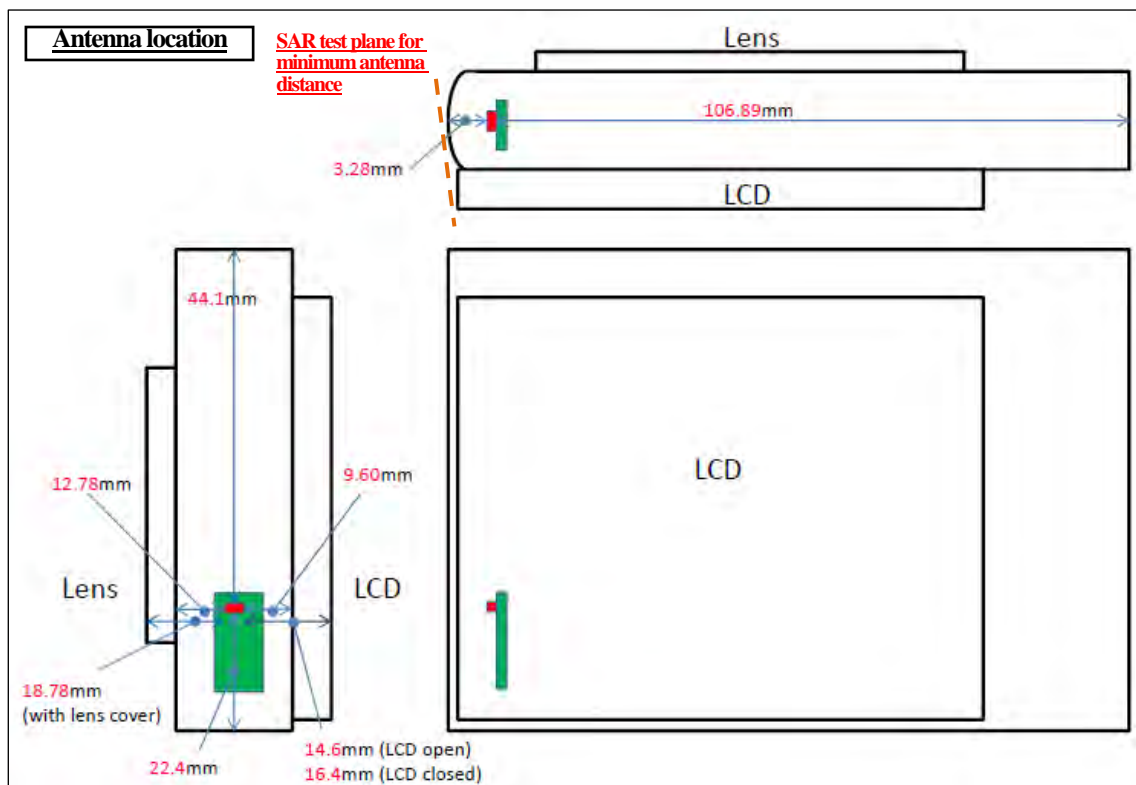 Antenna location
SAR test plane for
minimum antenna
distance
Lens
106.89mm
3.28mm
LCD
44.1mm
12.78mm
9.60mm
Lens
LCD
LCD
18.78mm
(with lens cover)
22.4mm
14.6mm (LCD open)
16.4mm (LCD closed)